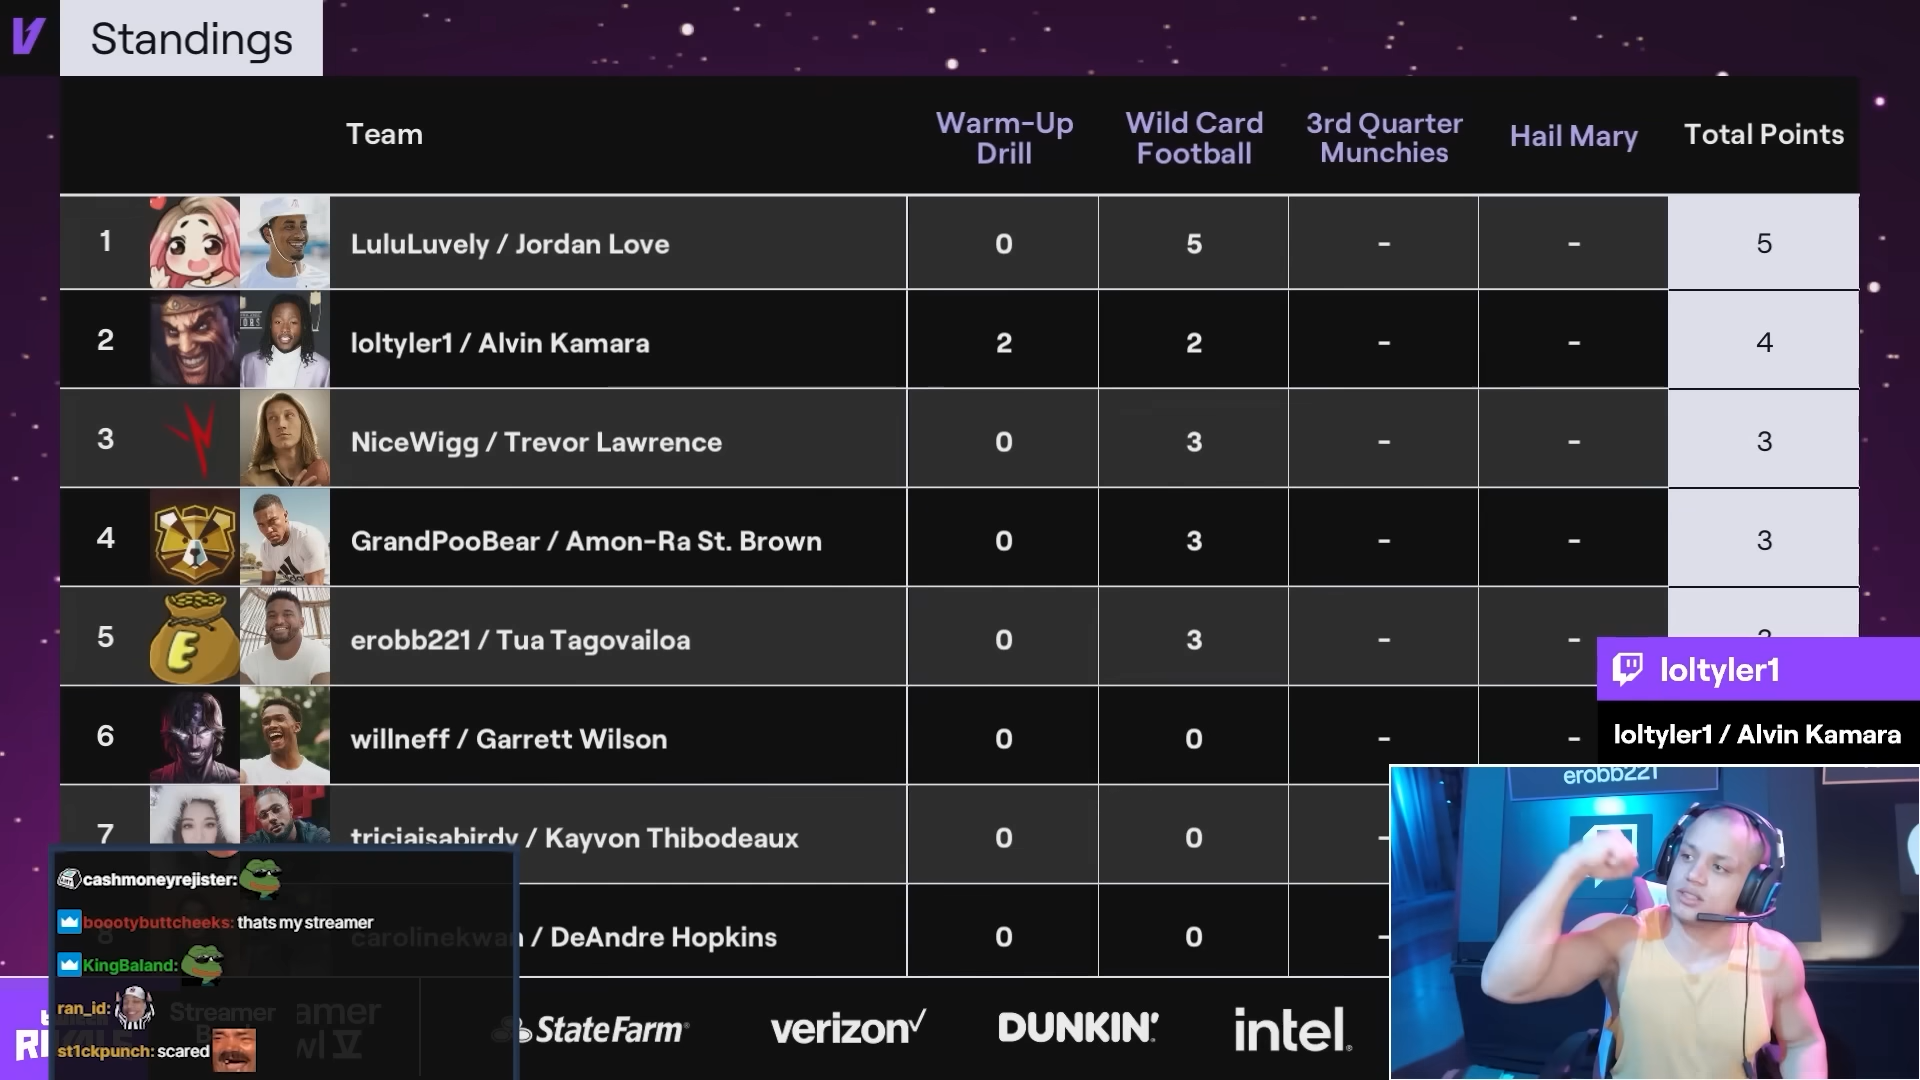 Standings
Team
Warm-Up Drill
Wild Card Football
3rd Quarter Munchies
Hail Mary
Total Points
1 LuluLuvely / Jordan Love 0 5 - - 5
2 loltyler1 / Alvin Kamara 2 2 - - 4
3 NiceWigg / Trevor Lawrence 0 3 - - 3
4 GrandPooBear / Amon-Ra St. Brown 0 3 - - 3
5 E erobb221 / Tua Tagovailoa 0 3 - -
6 willneff / Garrett Wilson 0 0 - -
7 triciaisabirdy / Kayvon Thibodeaux 0 0 -
8 carolinekwan / DeAndre Hopkins 0 0 -
loltyler1
loltyler1 / Alvin Kamara
erobb221
cashmoneyrejister:
boootybuttcheeks: thats my streamer
KingBaland:
ran_id:
st1ckpunch: scared
Streamer
StateFarm
verizon
DUNKIN'
intel.